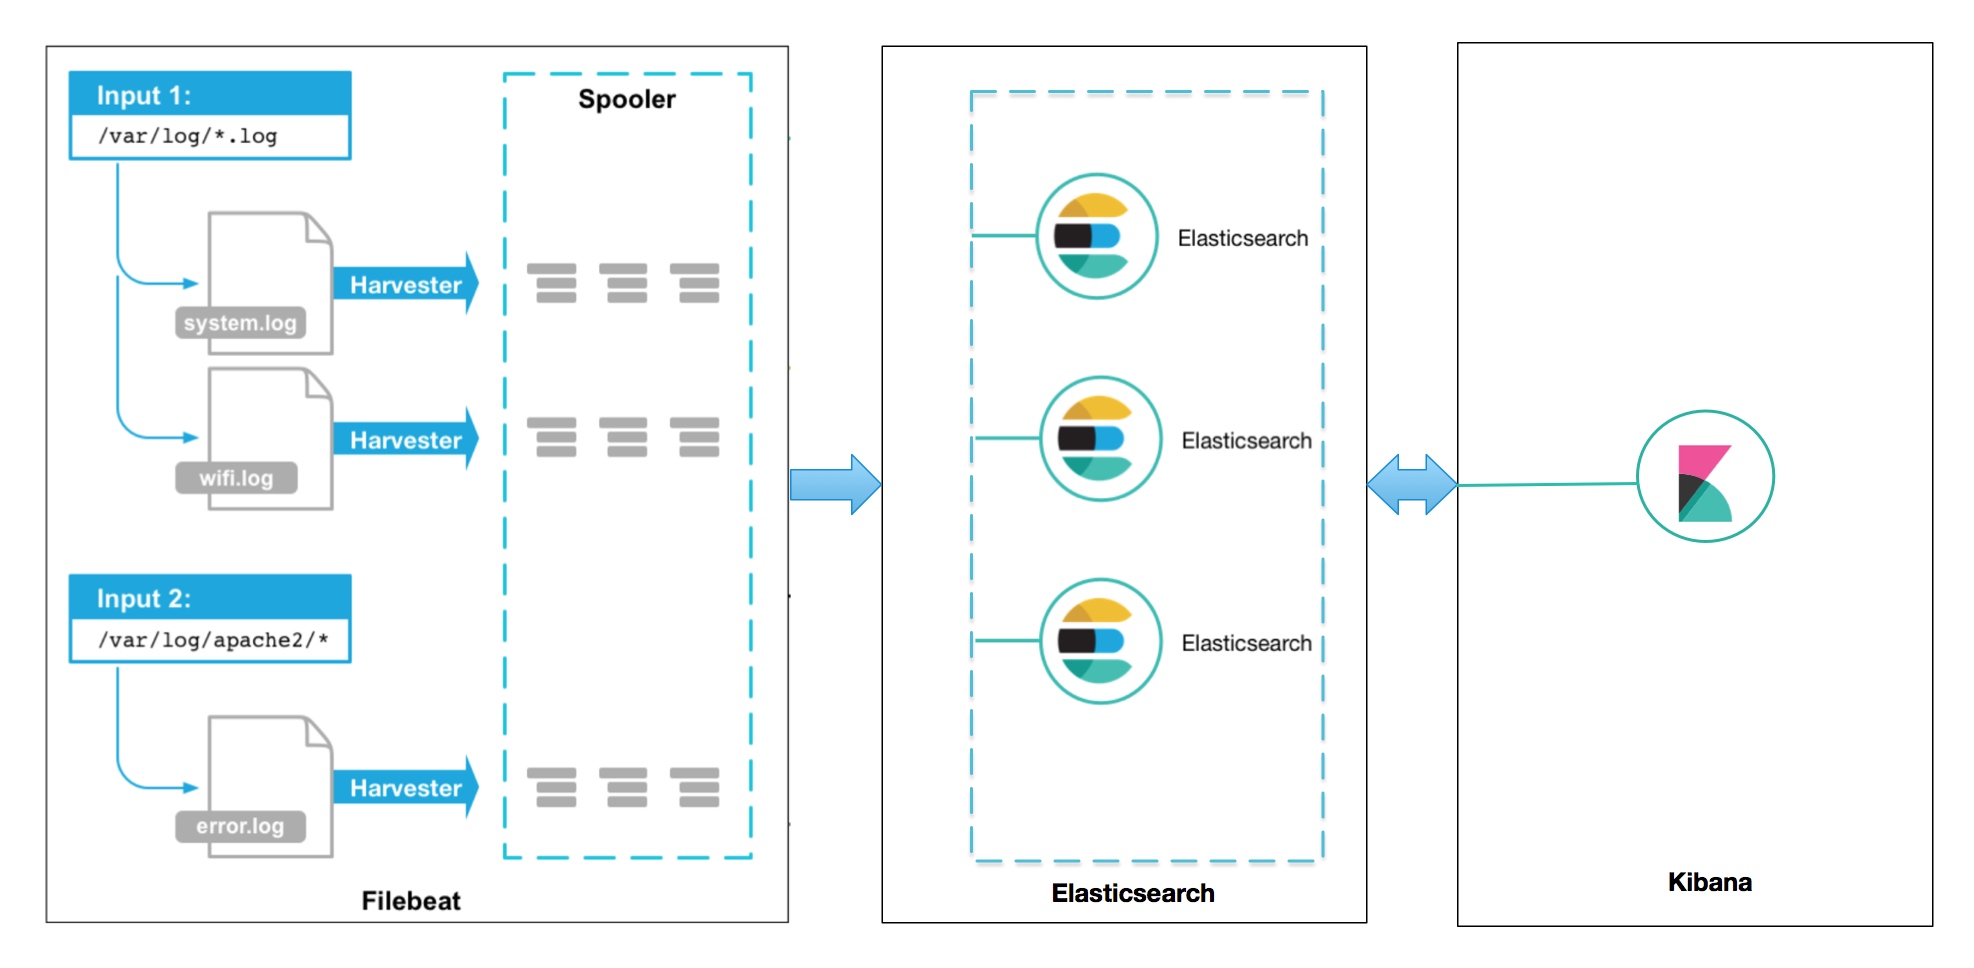 Input 1:
/var/log/*.log
Spooler
system.log
Harvester
wifi.log
Harvester
Input 2:
/var/log/apache2/*
error.log
Harvester
Filebeat
Elasticsearch
Elasticsearch
Elasticsearch
Elasticsearch
Kibana